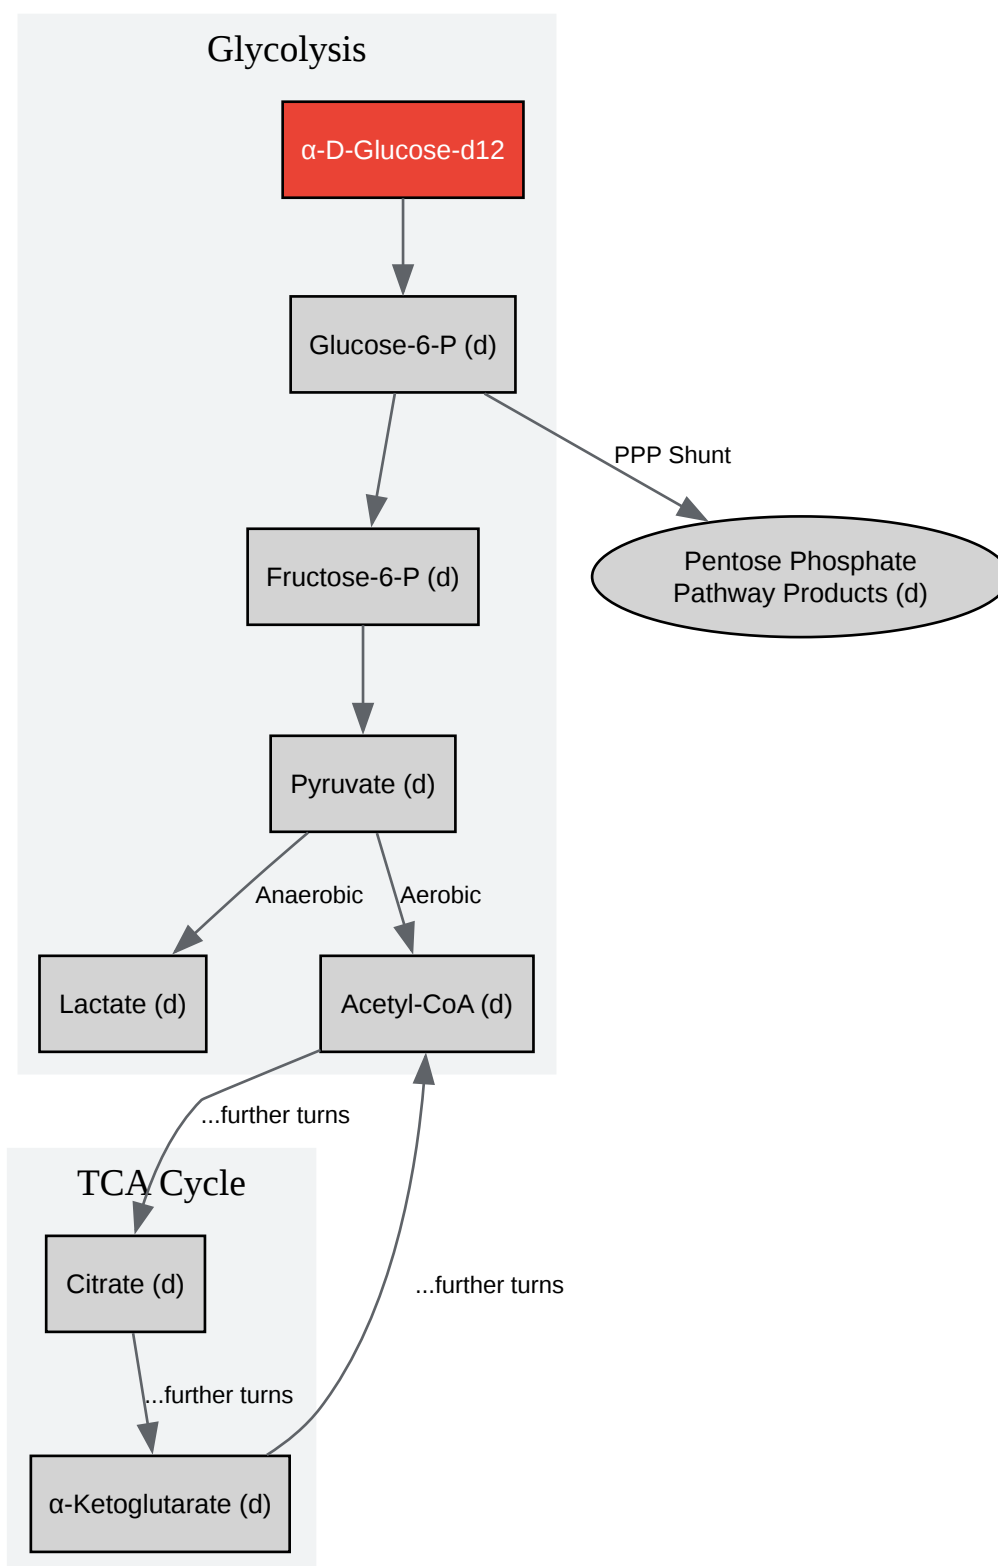 Glycolysis
α-D-Glucose-d12
Glucose-6-P (d)
PPP Shunt
Fructose-6-P (d)
Pentose Phosphate
Pathway Products (d)
Pyruvate (d)
Anaerobic
Aerobic
Lactate (d)
Acetyl-CoA (d)
...further turns
TCA Cycle
Citrate (d)
...further turns
...further turns
α-Ketoglutarate (d)